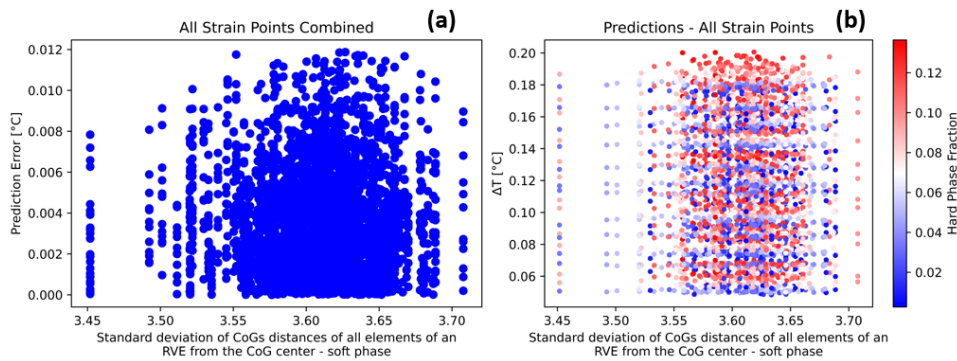 All Strain Points Combined
(a)
0.012
0.010
0.008
0.006
0.004
0.002
0.000
Prediction Error [°C]
3.45 3.50 3.55 3.60 3.65 3.70
Standard deviation of CoGs distances of all elements of an
RVE from the CoG center - soft phase
Predictions - All Strain Points
(b)
0.20
0.18
0.16
0.14
0.12
0.10
0.08
0.06
ΔT [°C]
3.45 3.50 3.55 3.60 3.65 3.70
Standard deviation of CoGs distances of all elements of an
RVE from the CoG center - soft phase
0.12
0.10
0.08
0.06
0.04
0.02
Hard Phase Fraction